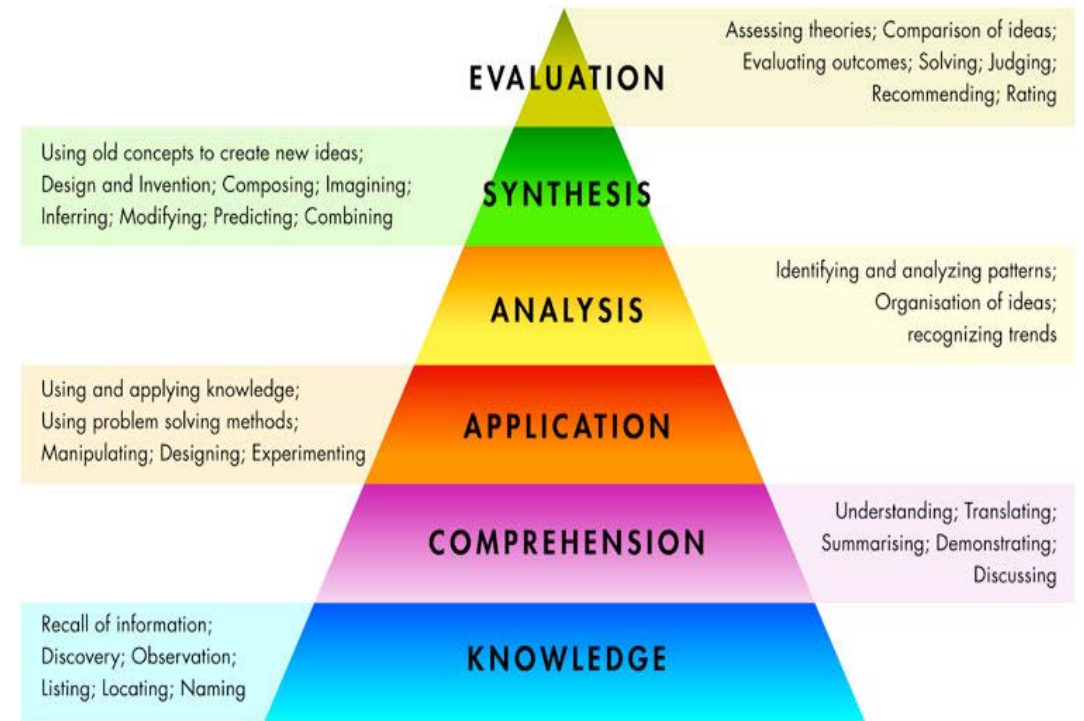 EVALUATION
Assessing theories; Comparison of ideas;
Evaluating outcomes; Solving; Judging;
Recommending; Rating
Using old concepts to create new ideas;
Design and Invention; Composing; Imagining;
Inferring; Modifying; Predicting; Combining
SYNTHESIS
ANALYSIS
Identifying and analyzing patterns;
Organisation of ideas;
recognizing trends
Using and applying knowledge;
Using problem solving methods;
Manipulating; Designing; Experimenting
APPLICATION
COMPREHENSION
Understanding; Translating;
Summarising; Demonstrating;
Discussing
Recall of information;
Discovery; Observation;
Listing; Locating; Naming
KNOWLEDGE